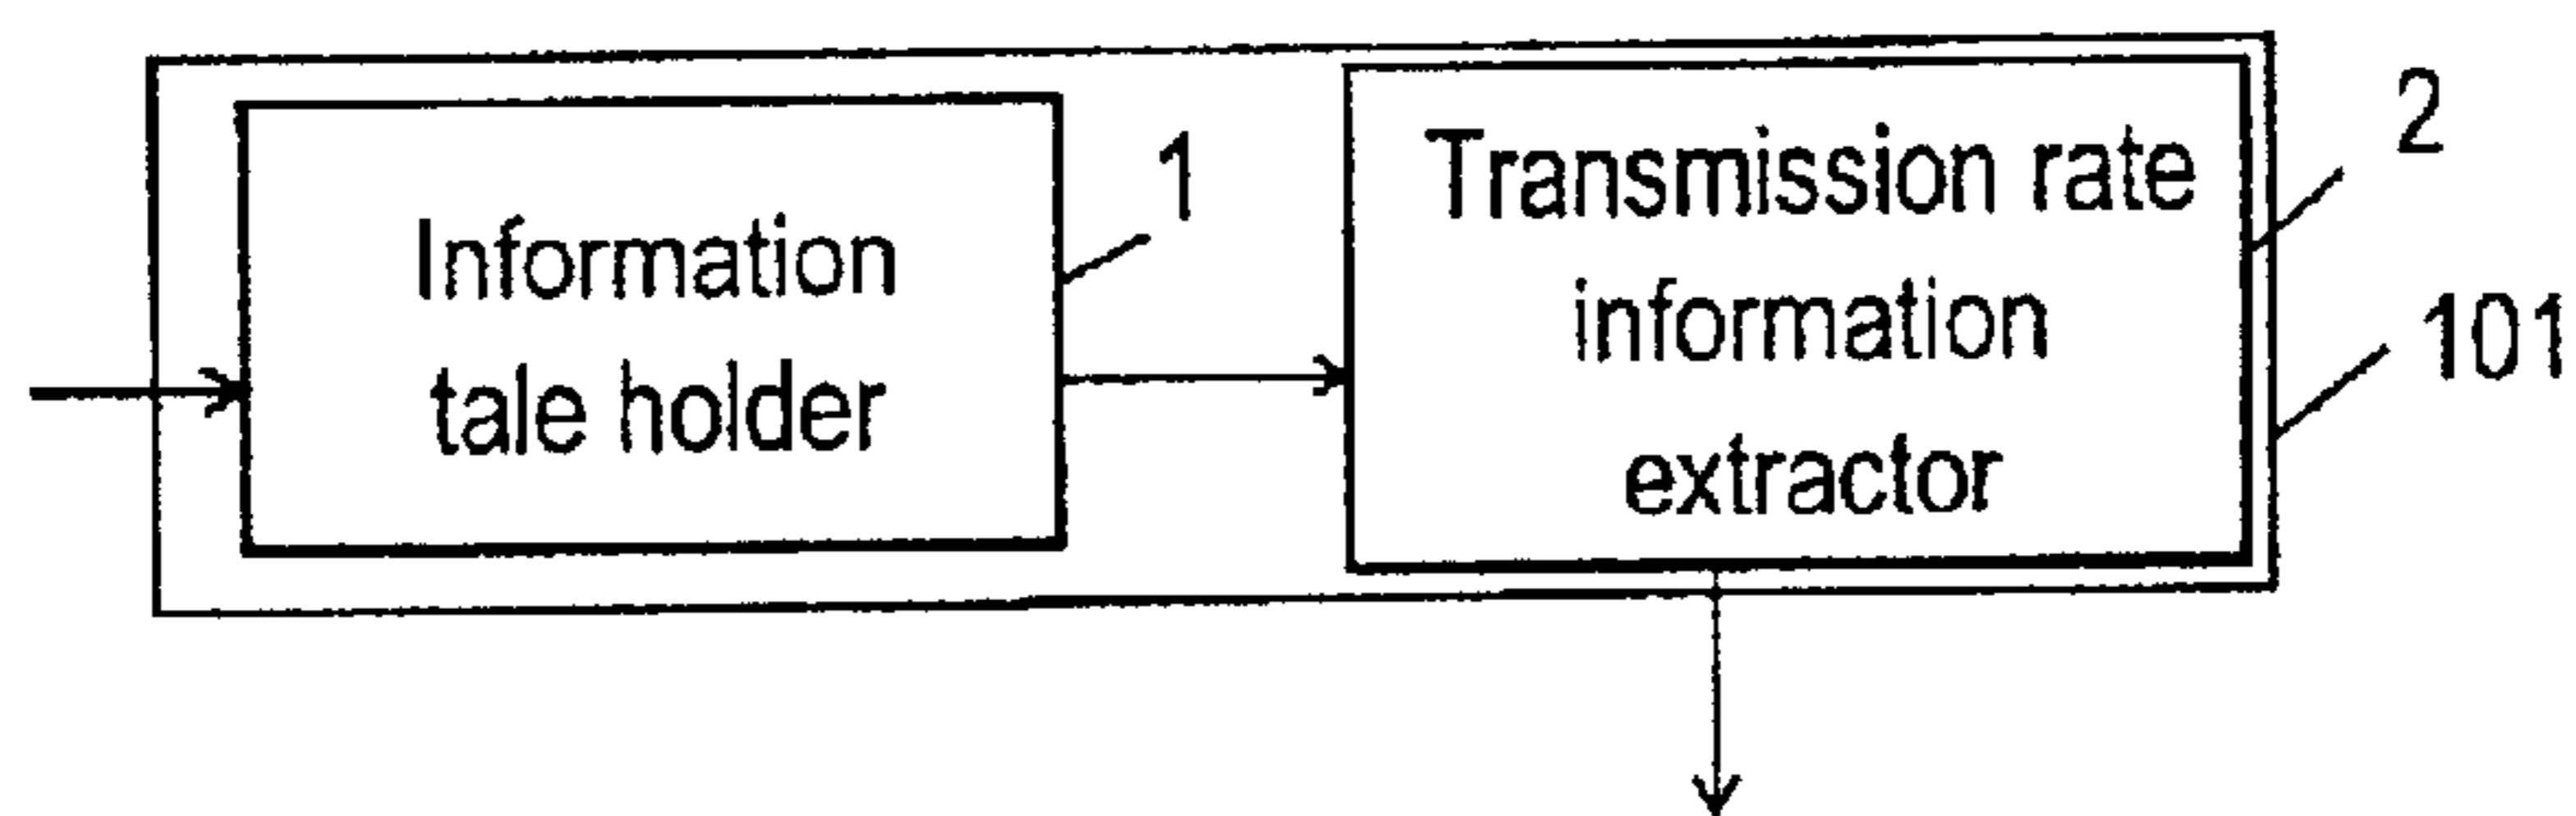 Information
tale holder
1
Transmission rate
information
extractor
2
101